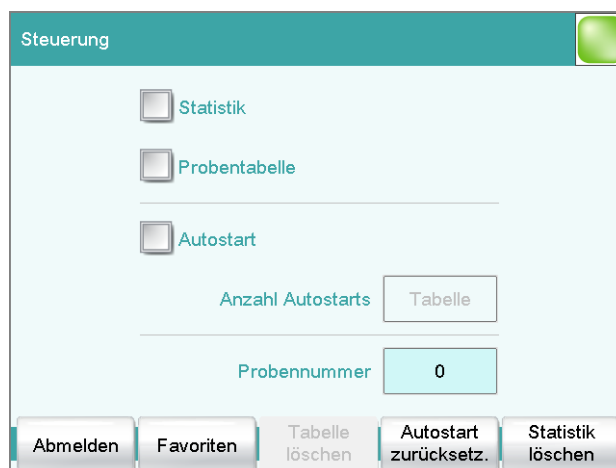 Steuerung
Statistik
Probentabelle
Autostart
Anzahl Autostarts Tabelle
Probennummer 0
Abmelden
Favoriten
Tabelle
löschen
Autostart
zurücksetz.
Statistik
löschen